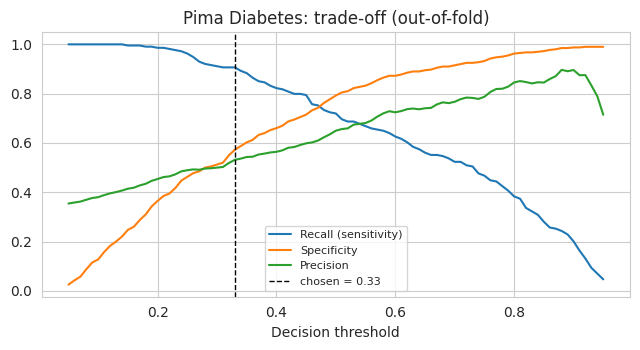 Pima Diabetes: trade-off (out-of-fold)
1.0
0.8
0.6
0.4
0.2
0.0
Recall (sensitivity)
Specificity
Precision
chosen = 0.33
0.2 0.4 0.6 0.8
Decision threshold